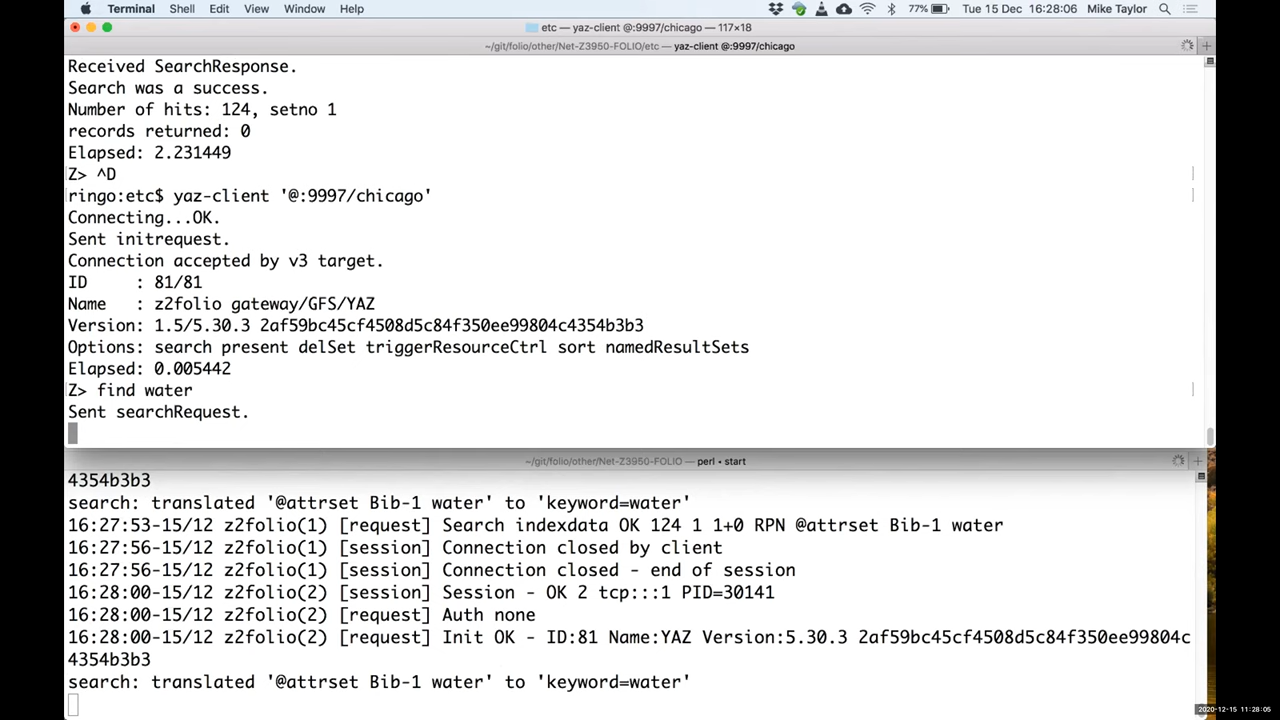 Terminal Shell Edit View Window Help 77% Tue 15 Dec 16:28:06 Mike Taylor
etc — yaz-client @:9997/chicago — 117×18
~/git/folio/other/Net-Z3950-FOLIO/etc — yaz-client @:9997/chicago
Received SearchResponse.
Search was a success.
Number of hits: 124, setno 1
records returned: 0
Elapsed: 2.231449
Z> ^D
ringo:etc$ yaz-client '@:9997/chicago'
Connecting...OK.
Sent initrequest.
Connection accepted by v3 target.
ID     : 81/81
Name   : z2folio gateway/GFS/YAZ
Version: 1.5/5.30.3 2af59bc45cf4508d5c84f350ee99804c4354b3b3
Options: search present delSet triggerResourceCtrl sort namedResultSets
Elapsed: 0.005442
Z> find water
Sent searchRequest.
~/git/folio/other/Net-Z3950-FOLIO — perl • start
4354b3b3
search: translated '@attrset Bib-1 water' to 'keyword=water'
16:27:53-15/12 z2folio(1) [request] Search indexdata OK 124 1 1+0 RPN @attrset Bib-1 water
16:27:56-15/12 z2folio(1) [session] Connection closed by client
16:27:56-15/12 z2folio(1) [session] Connection closed - end of session
16:28:00-15/12 z2folio(2) [session] Session - OK 2 tcp:::1 PID=30141
16:28:00-15/12 z2folio(2) [request] Auth none
16:28:00-15/12 z2folio(2) [request] Init OK - ID:81 Name:YAZ Version:5.30.3 2af59bc45cf4508d5c84f350ee99804c
4354b3b3
search: translated '@attrset Bib-1 water' to 'keyword=water'
2020-12-15 11:28:05